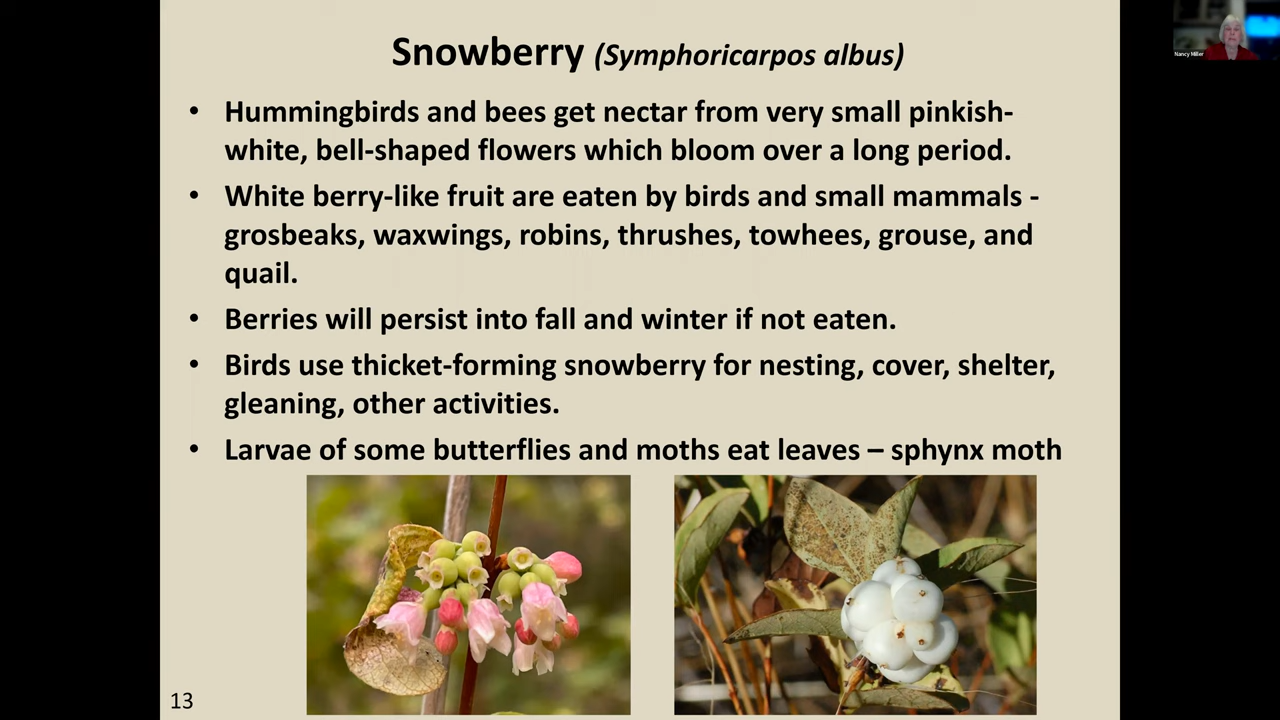 Snowberry (Symphoricarpos albus)
Nancy Miller
• Hummingbirds and bees get nectar from very small pinkish-
white, bell-shaped flowers which bloom over a long period.
• White berry-like fruit are eaten by birds and small mammals -
grosbeaks, waxwings, robins, thrushes, towhees, grouse, and
quail.
• Berries will persist into fall and winter if not eaten.
• Birds use thicket-forming snowberry for nesting, cover, shelter,
gleaning, other activities.
• Larvae of some butterflies and moths eat leaves – sphynx moth
13